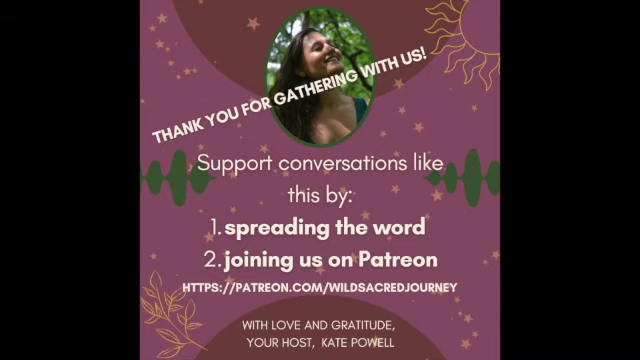 THANK YOU FOR GATHERING WITH US!
Support conversations like
this by:
1. spreading the word
2. joining us on Patreon
HTTPS://PATREON.COM/WILDSACREDJOURNEY
WITH LOVE AND GRATITUDE,
YOUR HOST, KATE POWELL